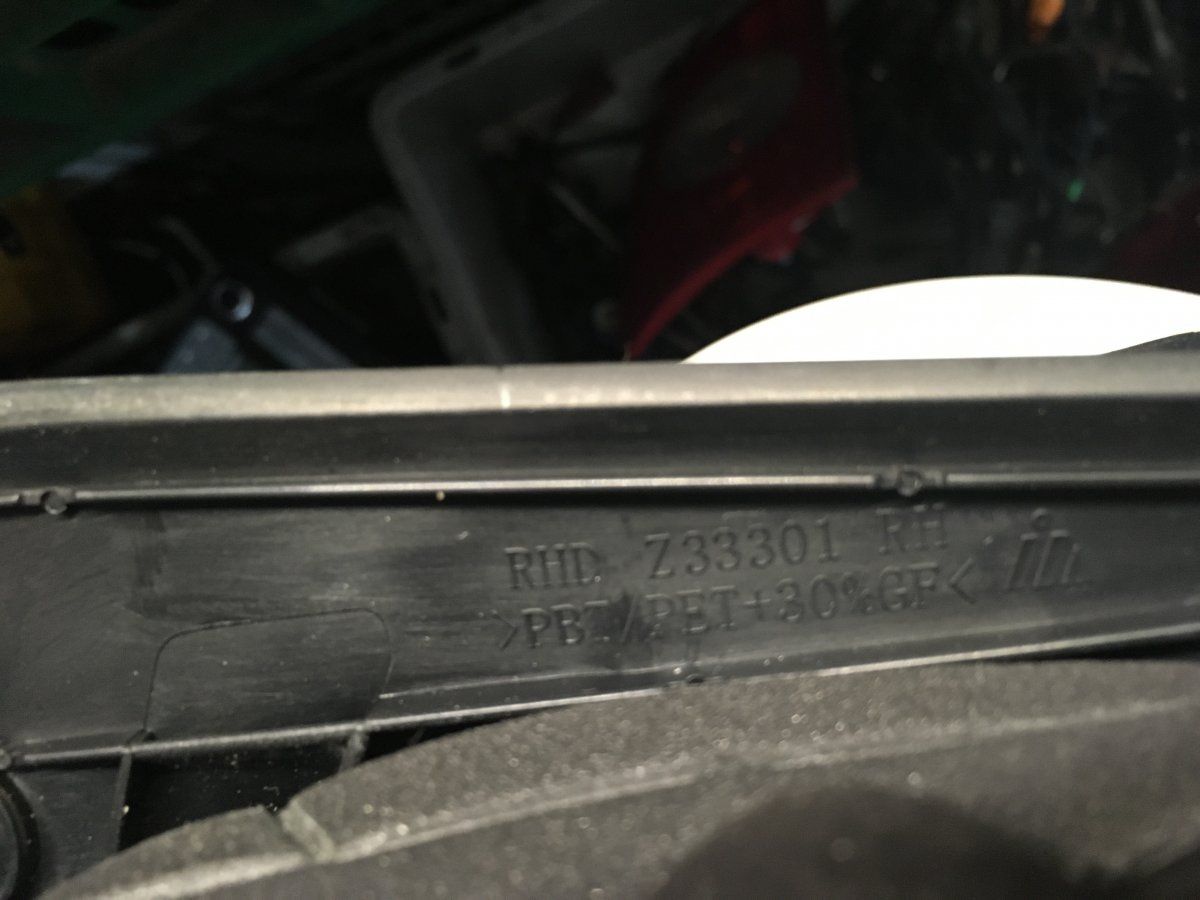 RHD Z33301 RH
>PBT/PET+30%GF<